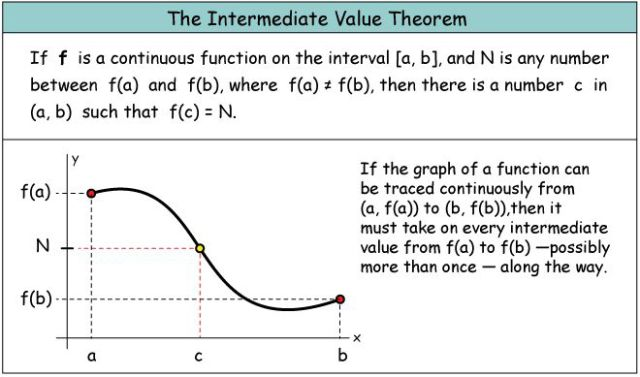 The Intermediate Value Theorem
If f is a continuous function on the interval [a, b], and N is any number
between f(a) and f(b), where f(a) ≠ f(b), then there is a number c in
(a, b) such that f(c) = N.
y
f(a)
N
f(b)
x
a
c
b
If the graph of a function can
be traced continuously from
(a, f(a)) to (b, f(b)),then it
must take on every intermediate
value from f(a) to f(b) —possibly
more than once — along the way.